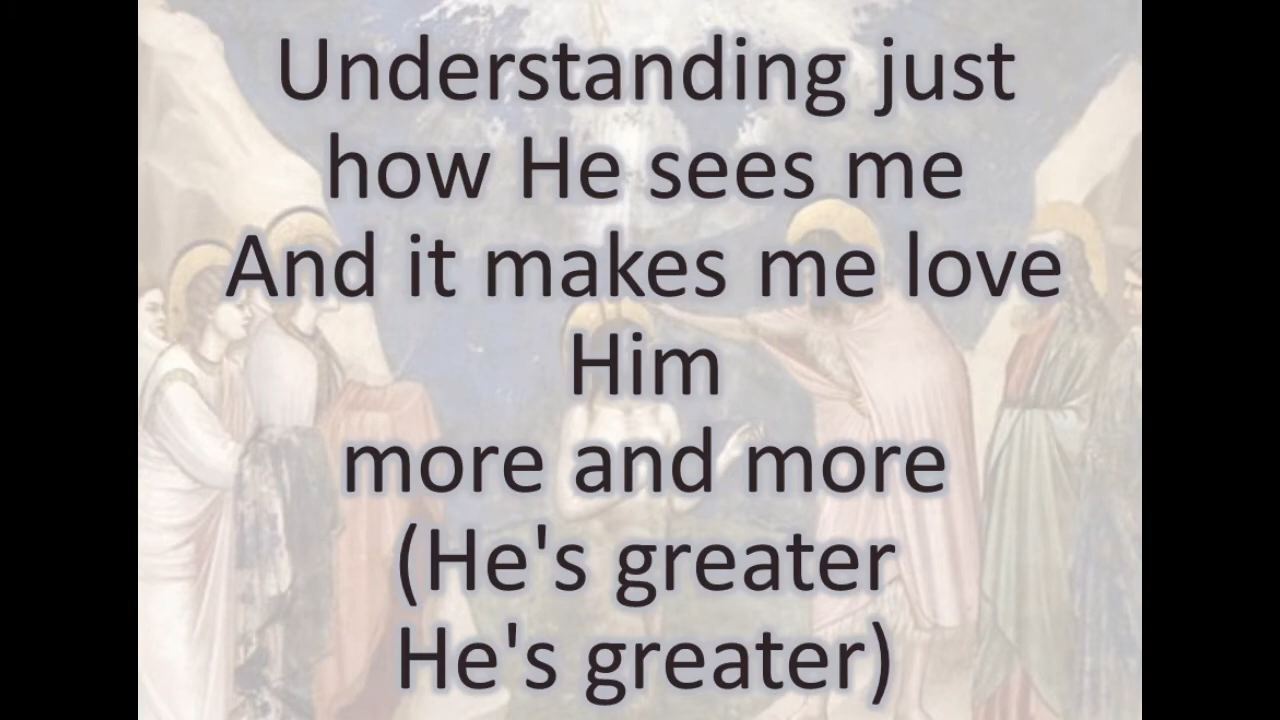 Understanding just
how He sees me
And it makes me love
Him
more and more
(He's greater
He's greater)